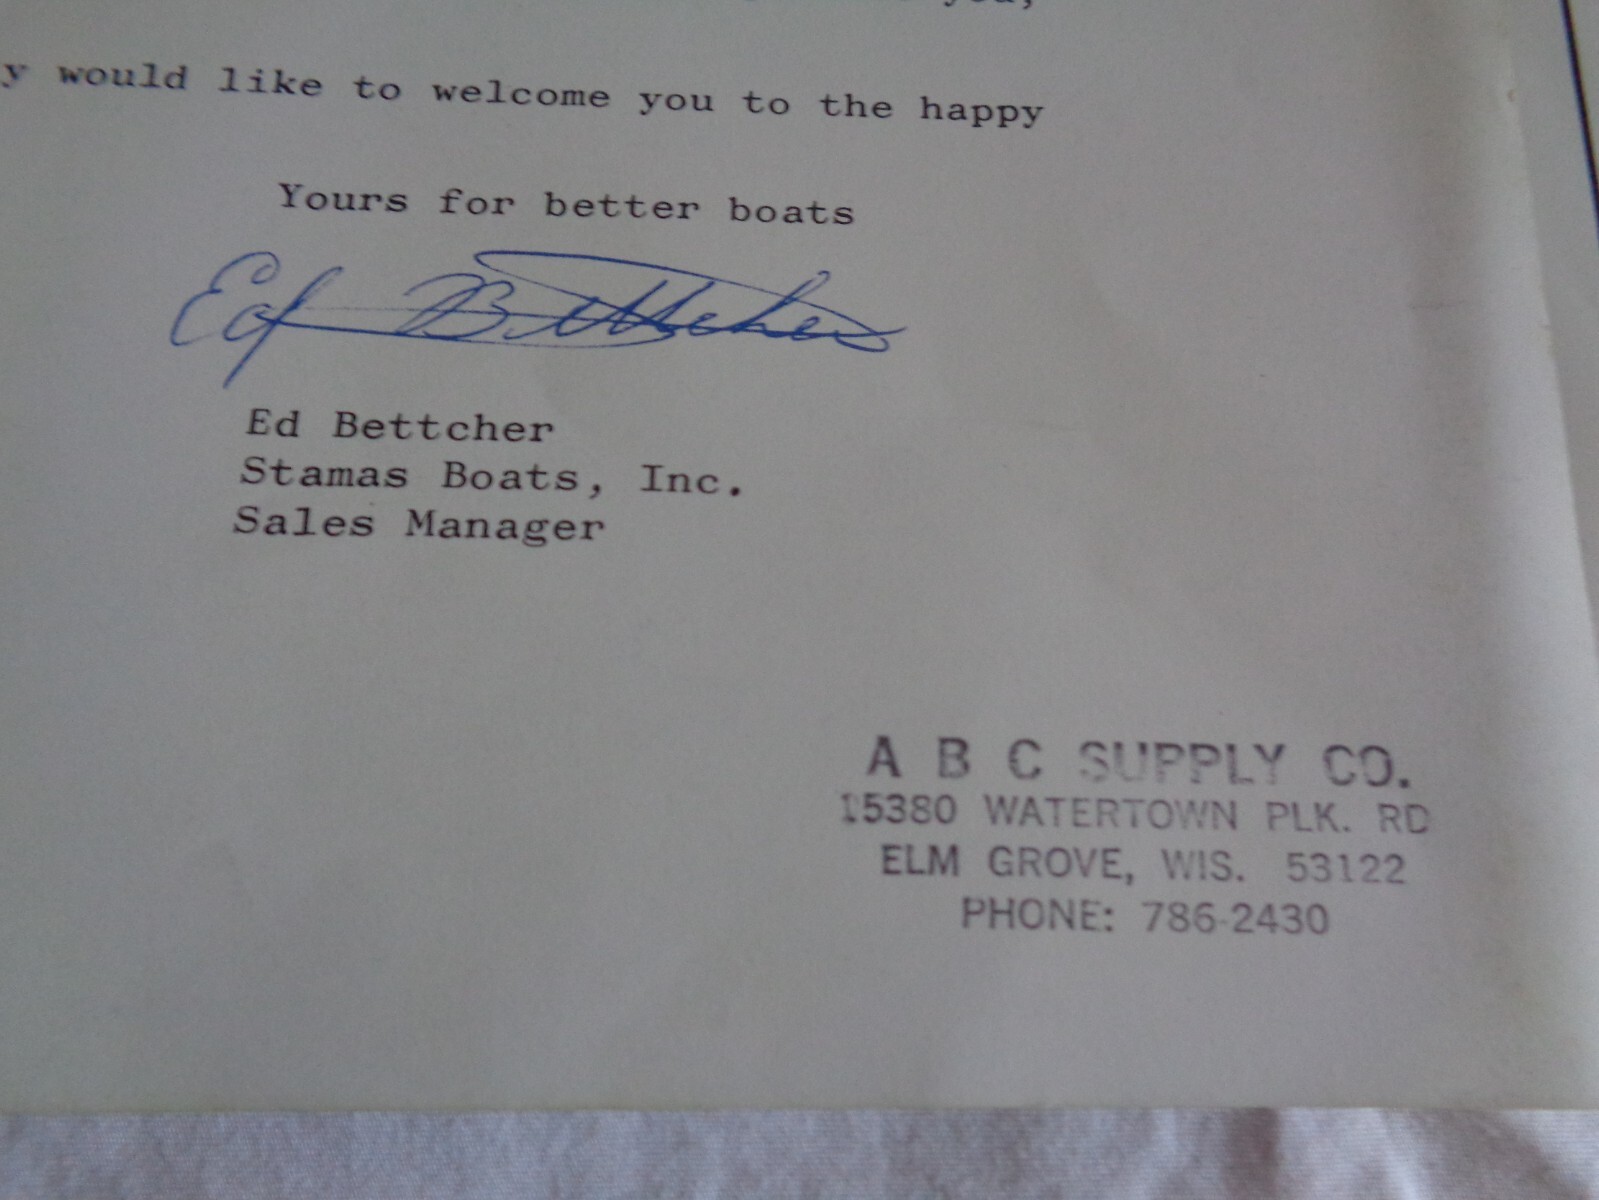 you,
y would like to welcome you to the happy
Yours for better boats
Ed Bettcher
Ed Bettcher
Stamas Boats, Inc.
Sales Manager
A B C SUPPLY CO.
15380 WATERTOWN PLK. RD
ELM GROVE, WIS. 53122
PHONE: 786-2430